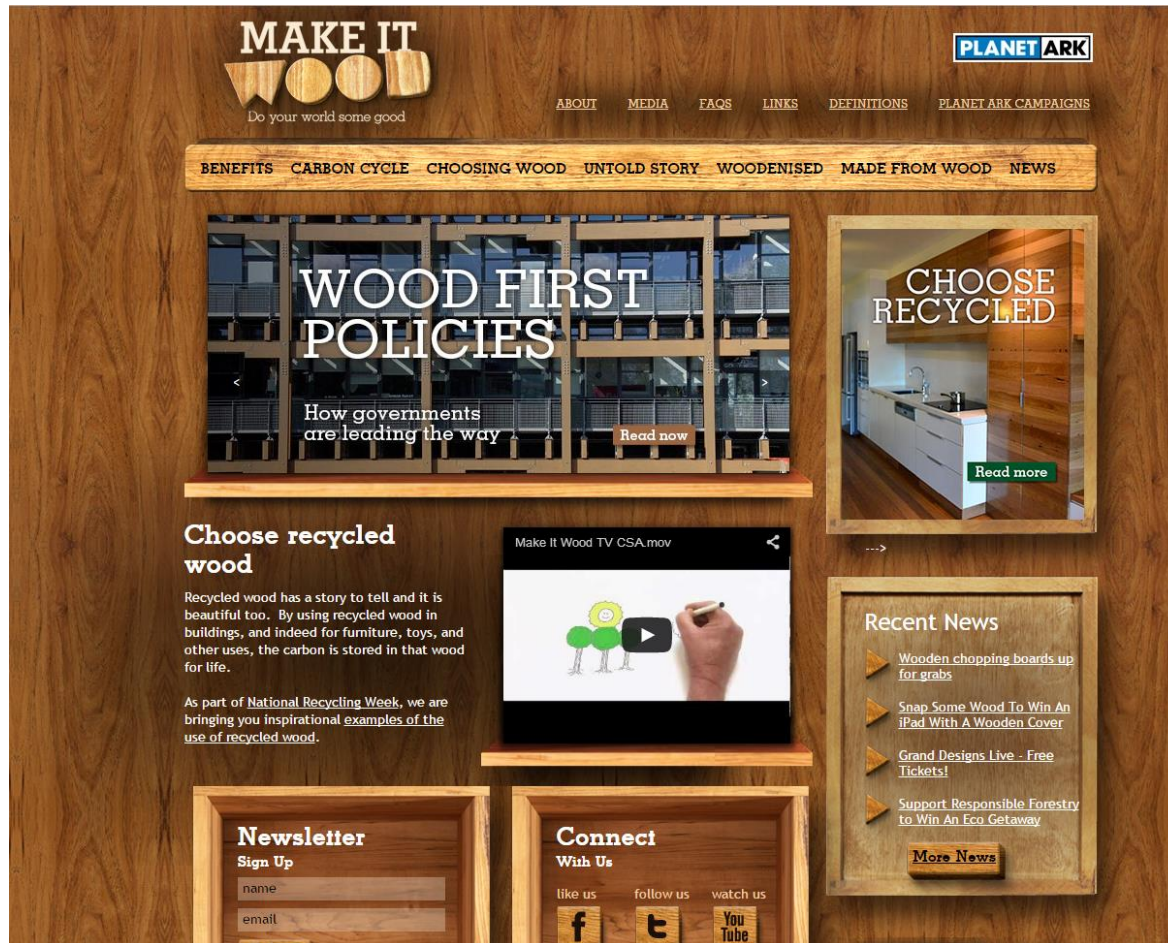 MAKE IT
WOOD
Do your world some good
PLANET ARK
ABOUT MEDIA FAQS LINKS DEFINITIONS PLANET ARK CAMPAIGNS
BENEFITS CARBON CYCLE CHOOSING WOOD UNTOLD STORY WOODENISED MADE FROM WOOD NEWS
WOOD FIRST
POLICIES
< >
How governments
are leading the way
Read now
CHOOSE
RECYCLED
Read more
--->
Choose recycled
wood
Recycled wood has a story to tell and it is
beautiful too. By using recycled wood in
buildings, and indeed for furniture, toys, and
other uses, the carbon is stored in that wood
for life.
As part of National Recycling Week, we are
bringing you inspirational examples of the
use of recycled wood.
Make It Wood TV CSA.mov
Recent News
Wooden chopping boards up
for grabs
Snap Some Wood To Win An
iPad With A Wooden Cover
Grand Designs Live - Free
Tickets!
Support Responsible Forestry
to Win An Eco Getaway
More News
Newsletter
Sign Up
name
email
Connect
With Us
like us follow us watch us
f t You
Tube